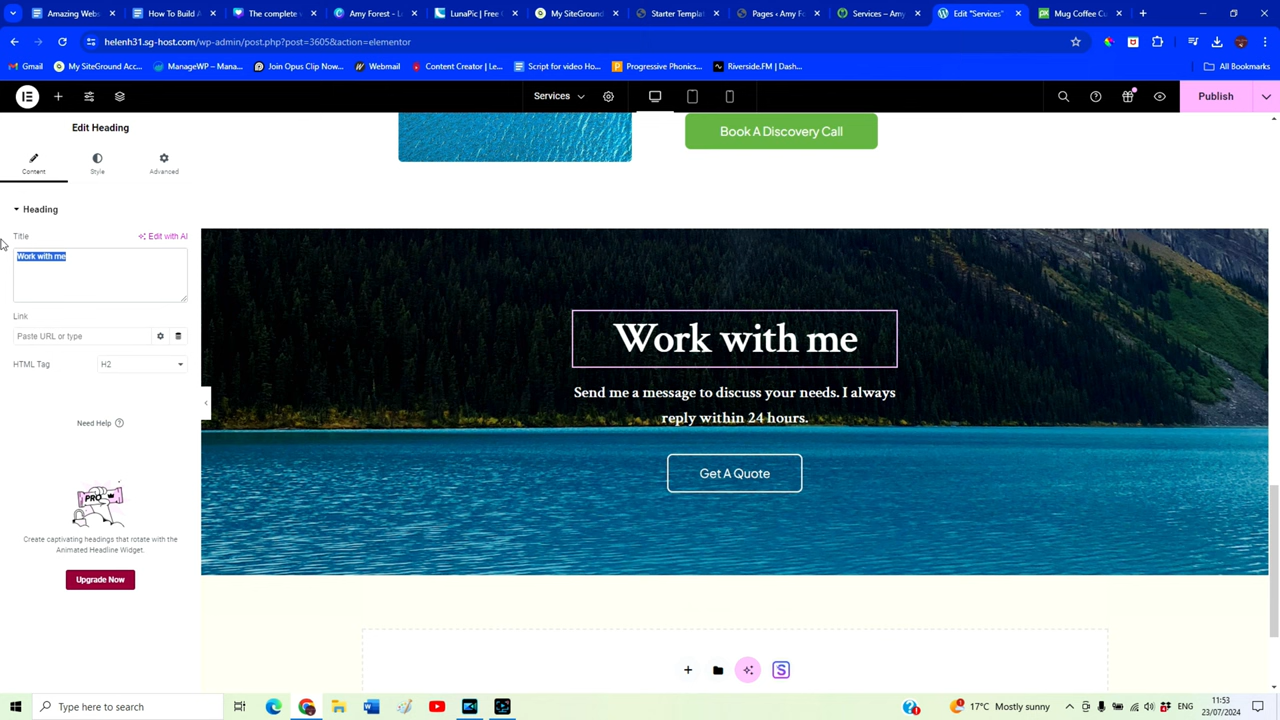 Amazing Webs
How To Build A
The complete
Amy Forest - L
LunaPic | Free
My SiteGround
Starter Templat
Pages ‹ Amy Fo
Services – Amy
Edit "Services"
Mug Coffee Cu
helenh31.sg-host.com/wp-admin/post.php?post=3605&action=elementor
Gmail
My SiteGround Acc...
ManageWP – Mana...
Join Opus Clip Now...
Webmail
Content Creator | Le...
Script for video Ho...
Progressive Phonics...
Riverside.FM | Dash...
All Bookmarks
Services
Publish
Edit Heading
Content
Style
Advanced
Heading
Title
Edit with AI
Work with me
Link
Paste URL or type
HTML Tag
H2
Need Help
PRO
Create captivating headings that rotate with the
Animated Headline Widget.
Upgrade Now
Book A Discovery Call
Work with me
Send me a message to discuss your needs. I always
reply within 24 hours.
Get A Quote
Type here to search
17°C Mostly sunny
ENG
11:53
23/07/2024